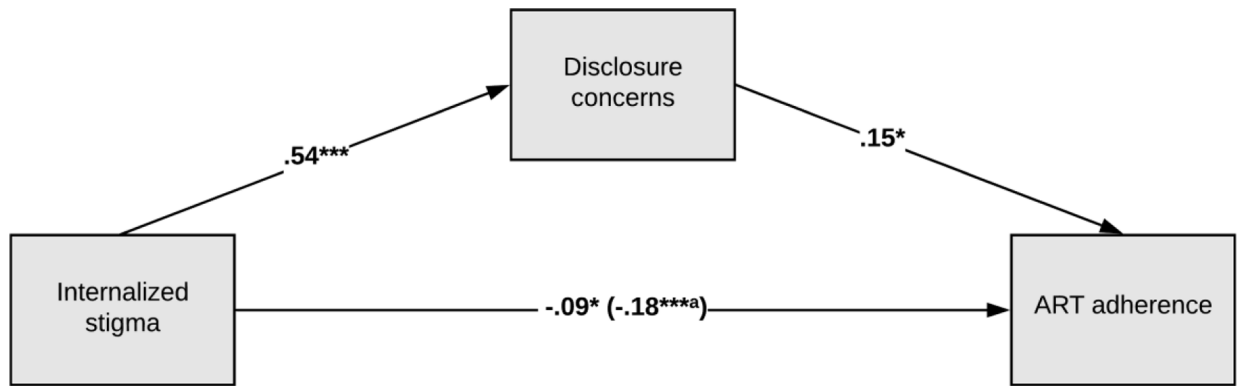 Disclosure
concerns
.54***
.15*
Internalized
stigma
-.09* (-.18***ᵃ)
ART adherence